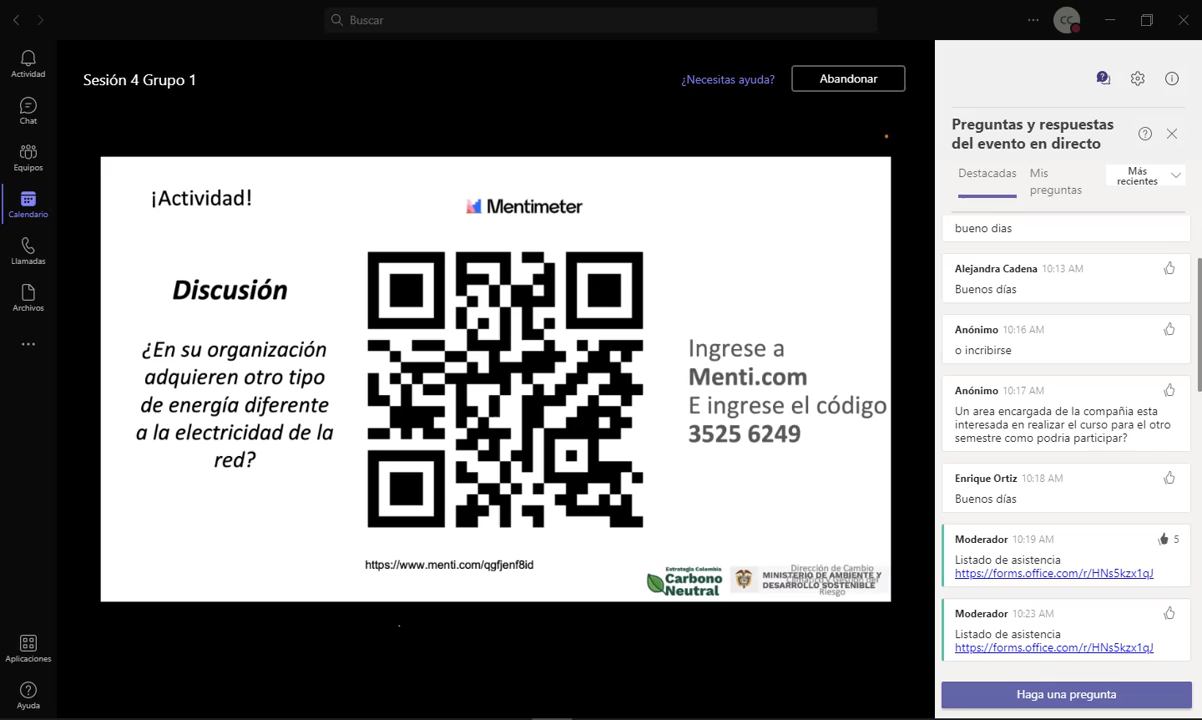 Buscar
CC
Actividad
Chat
Equipos
Calendario
Llamadas
Archivos
Aplicaciones
Ayuda
Sesión 4 Grupo 1
¿Necesitas ayuda?
Abandonar
¡Actividad!
Mentimeter
Discusión
¿En su organización
adquieren otro tipo
de energía diferente
a la electricidad de la
red?
Ingrese a
Menti.com
E ingrese el código
3525 6249
https://www.menti.com/qgfjenf8id
Estrategia Colombia
Carbono
Neutral
MINISTERIO DE AMBIENTE Y
DESARROLLO SOSTENIBLE
Dirección de Cambio
Riesgo
Preguntas y respuestas
del evento en directo
Destacadas
Mis
preguntas
Más
recientes
bueno dias
Alejandra Cadena 10:13 AM
Buenos días
Anónimo 10:16 AM
o incribirse
Anónimo 10:17 AM
Un area encargada de la compañia esta
interesada en realizar el curso para el otro
semestre como podria participar?
Enrique Ortiz 10:18 AM
Buenos días
Moderador 10:19 AM 5
Listado de asistencia
https://forms.office.com/r/HNs5kzx1qJ
Moderador 10:23 AM
Listado de asistencia
https://forms.office.com/r/HNs5kzx1qJ
Haga una pregunta